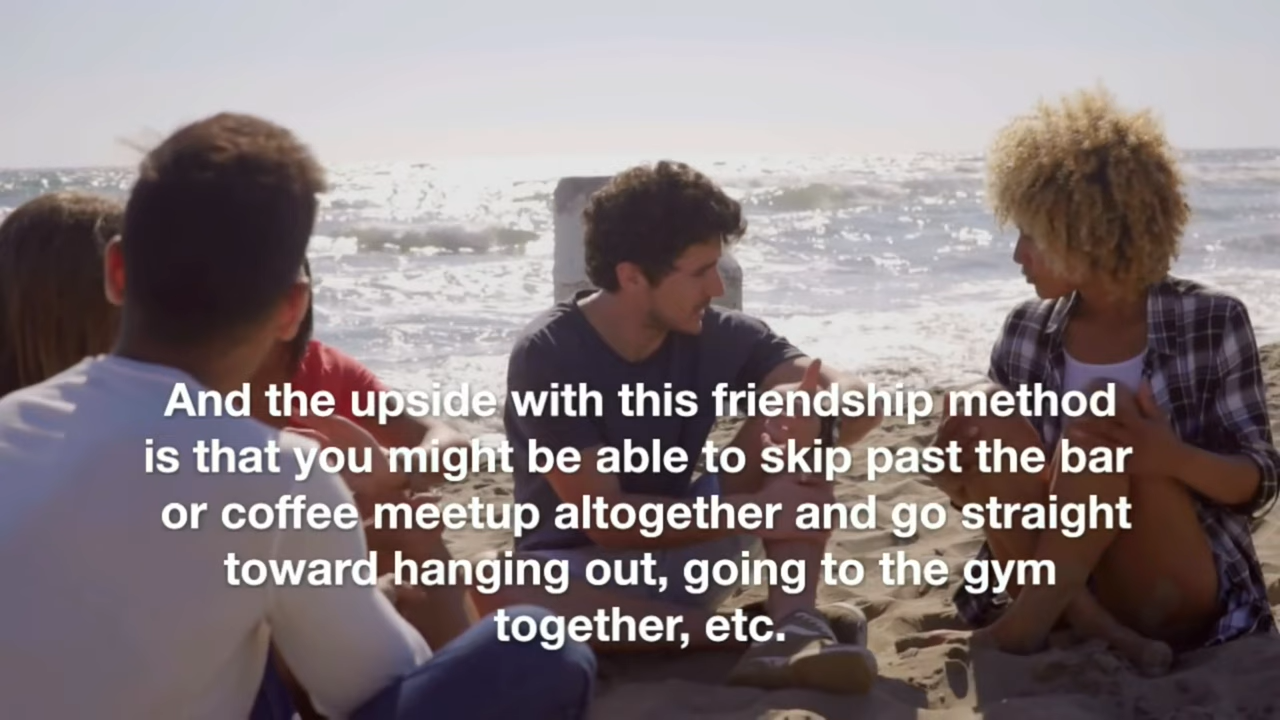 And the upside with this friendship method
is that you might be able to skip past the bar
or coffee meetup altogether and go straight
toward hanging out, going to the gym
together, etc.